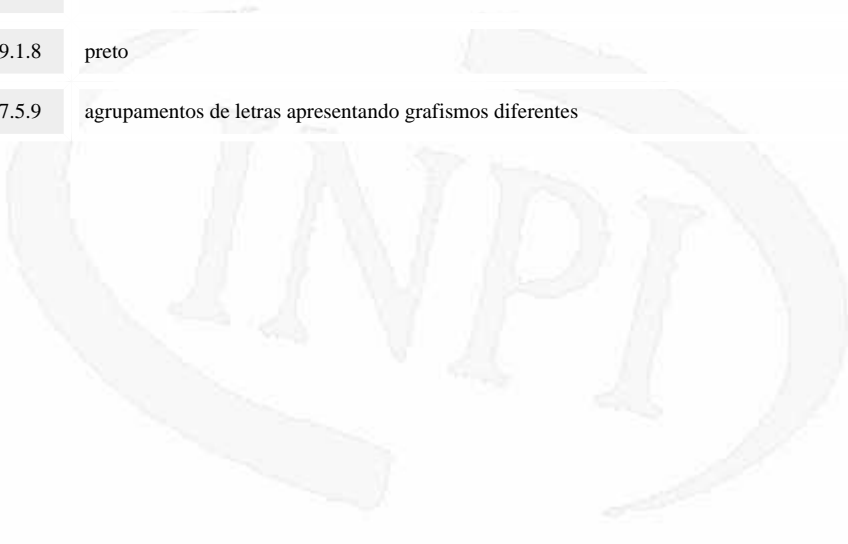 9.1.8 preto
7.5.9 agrupamentos de letras apresentando grafismos diferentes
INPI